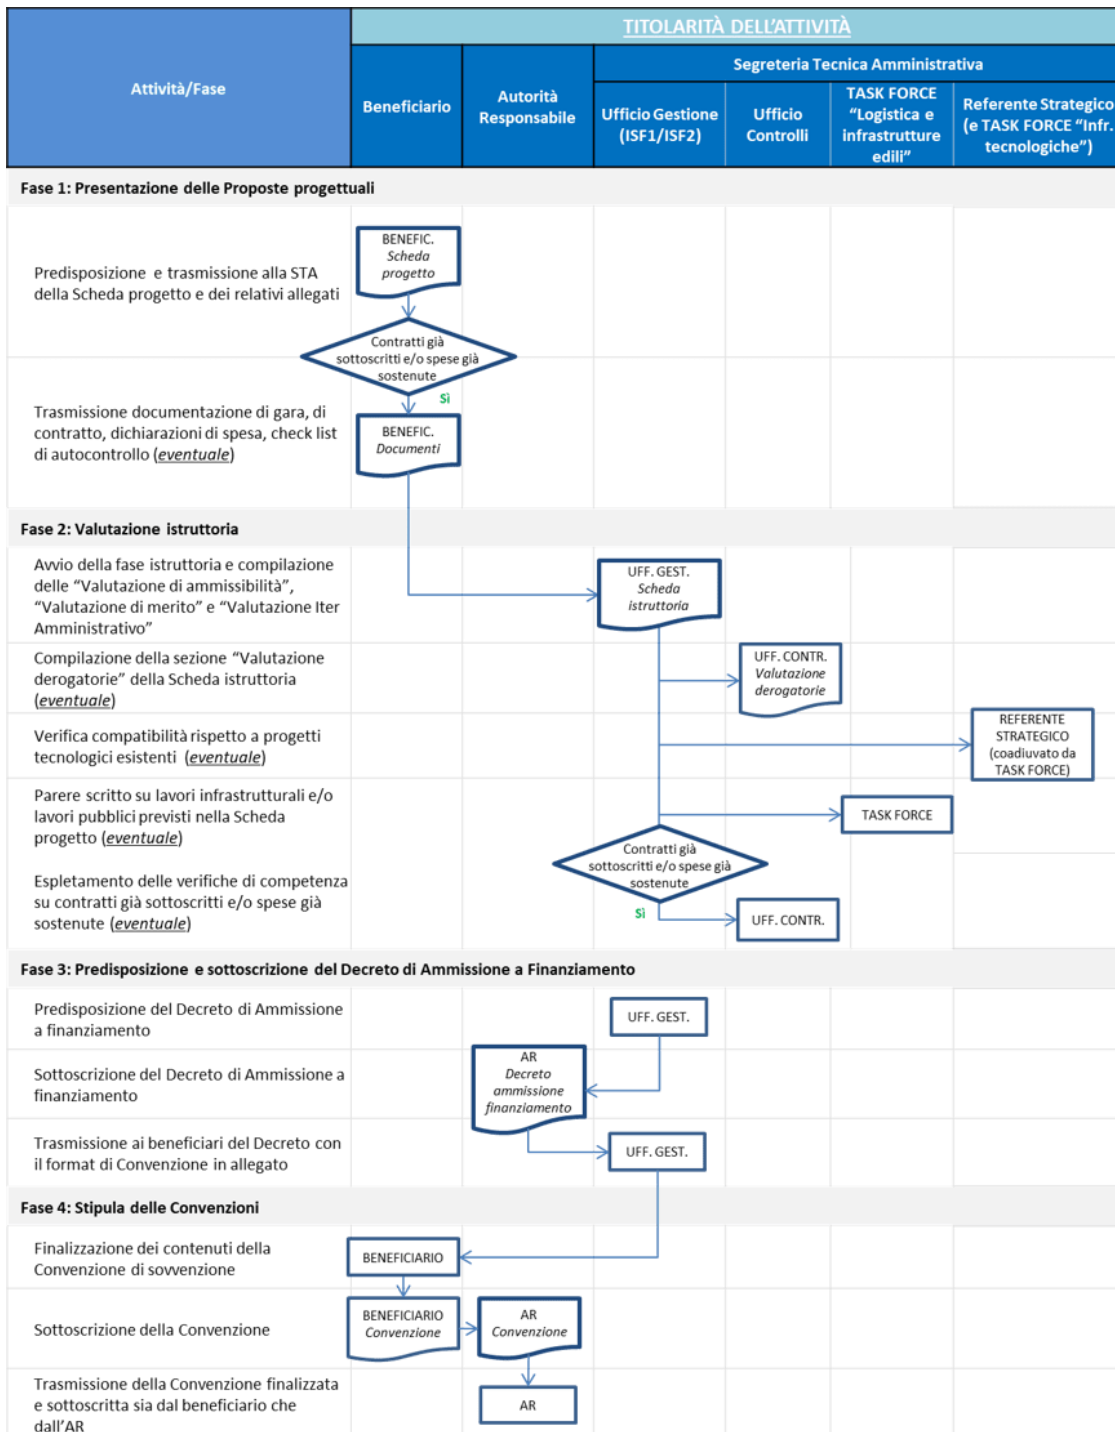 TITOLARITÀ DELL'ATTIVITÀ
Attività/Fase
Beneficiario
Autorità
Responsabile
Segreteria Tecnica Amministrativa
Ufficio Gestione
(ISF1/ISF2)
Ufficio
Controlli
TASK FORCE
"Logistica e
infrastrutture
edili"
Referente Strategico
(e TASK FORCE "Infr.
tecnologiche")
Fase 1: Presentazione delle Proposte progettuali
Predisposizione e trasmissione alla STA
della Scheda progetto e dei relativi allegati
BENEFIC.
Scheda
progetto
Contratti già
sottoscritti e/o spese già
sostenute
Sì
Trasmissione documentazione di gara, di
contratto, dichiarazioni di spesa, check list
di autocontrollo (eventuale)
BENEFIC.
Documenti
Fase 2: Valutazione istruttoria
Avvio della fase istruttoria e compilazione
delle "Valutazione di ammissibilità",
"Valutazione di merito" e "Valutazione Iter
Amministrativo"
UFF. GEST.
Scheda
istruttoria
Compilazione della sezione "Valutazione
derogatorie" della Scheda istruttoria
(eventuale)
UFF. CONTR.
Valutazione
derogatorie
Verifica compatibilità rispetto a progetti
tecnologici esistenti (eventuale)
REFERENTE
STRATEGICO
(coadiuvato da
TASK FORCE)
Parere scritto su lavori infrastrutturali e/o
lavori pubblici previsti nella Scheda
progetto (eventuale)
TASK FORCE
Contratti già
sottoscritti e/o spese già
sostenute
Espletamento delle verifiche di competenza
su contratti già sottoscritti e/o spese già
sostenute (eventuale)
Sì
UFF. CONTR.
Fase 3: Predisposizione e sottoscrizione del Decreto di Ammissione a Finanziamento
Predisposizione del Decreto di Ammissione
a finanziamento
UFF. GEST.
Sottoscrizione del Decreto di Ammissione a
finanziamento
AR
Decreto
ammissione
finanziamento
Trasmissione ai beneficiari del Decreto con
il format di Convenzione in allegato
UFF. GEST.
Fase 4: Stipula delle Convenzioni
Finalizzazione dei contenuti della
Convenzione di sovvenzione
BENEFICIARIO
Sottoscrizione della Convenzione
BENEFICIARIO
Convenzione
AR
Convenzione
Trasmissione della Convenzione finalizzata
e sottoscritta sia dal beneficiario che
dall'AR
AR